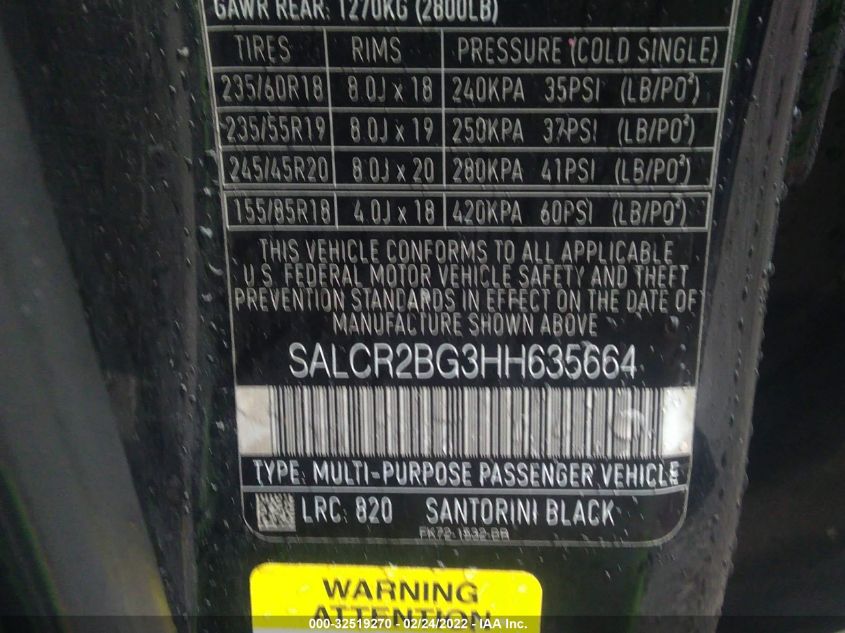 GAWR REAR: 1270KG (2800LB)
TIRES RIMS PRESSURE (COLD SINGLE)
235/60R18 8.0J x 18 240KPA 35PSI (LB/PO²)
235/55R19 8.0J x 19 250KPA 37PSI (LB/PO²)
245/45R20 8.0J x 20 280KPA 41PSI (LB/PO²)
155/85R18 4.0J x 18 420KPA 60PSI (LB/PO²)
THIS VEHICLE CONFORMS TO ALL APPLICABLE
U.S. FEDERAL MOTOR VEHICLE SAFETY AND THEFT
PREVENTION STANDARDS IN EFFECT ON THE DATE OF
MANUFACTURE SHOWN ABOVE
SALCR2BG3HH635664
TYPE: MULTI-PURPOSE PASSENGER VEHICLE
LRC: 820 SANTORINI BLACK
FK72-1532-BB
WARNING
ATTENTION
000-32519270 - 02/24/2022 - IAA Inc.